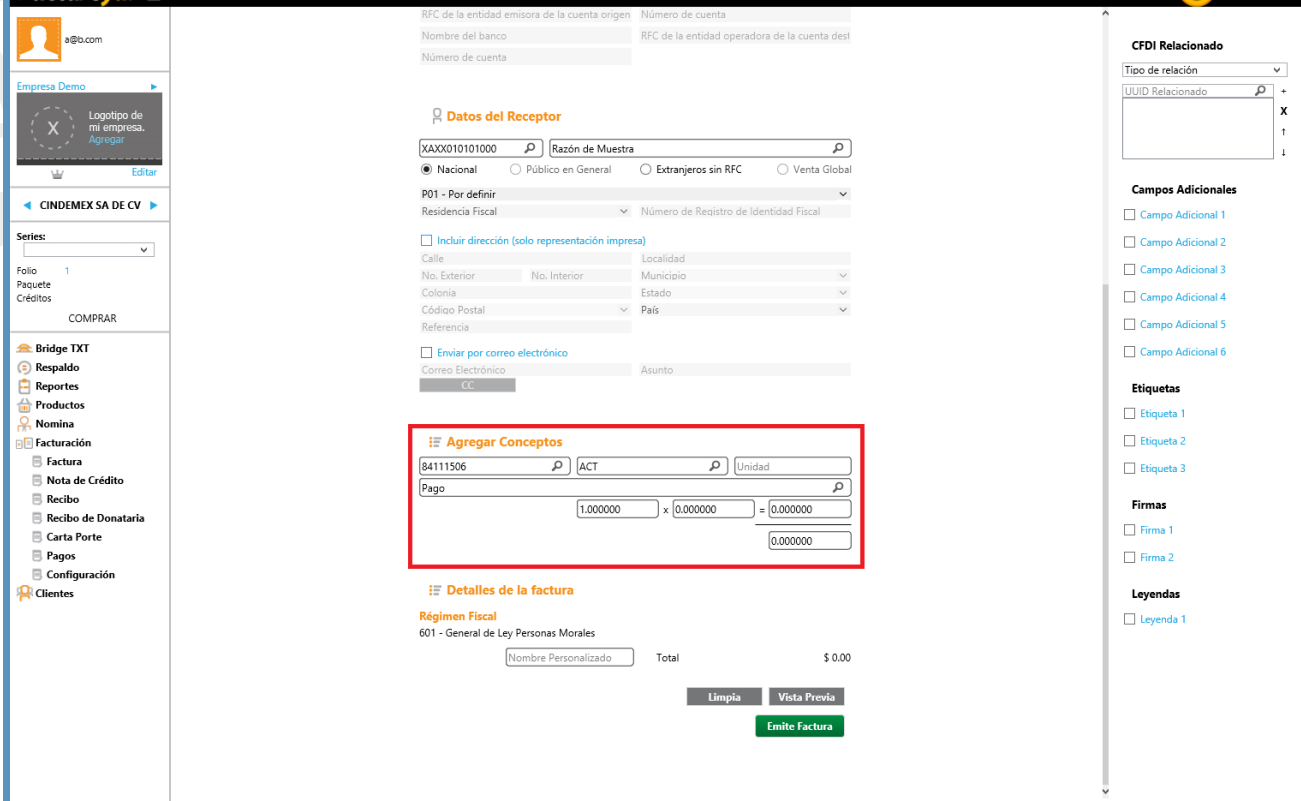 a@b.com
Empresa Demo
X
Logotipo de
mi empresa.
Agregar
Editar
CINDEMEX SA DE CV
Series:
Folio 1
Paquete
Créditos
COMPRAR
Bridge TXT
Respaldo
Reportes
Productos
Nomina
Facturación
Factura
Nota de Crédito
Recibo
Recibo de Donataria
Carta Porte
Pagos
Configuración
Clientes
RFC de la entidad emisora de la cuenta origen Número de cuenta
Nombre del banco RFC de la entidad operadora de la cuenta dest
Número de cuenta
Datos del Receptor
XAXX010101000 Razón de Muestra
Nacional Público en General Extranjeros sin RFC Venta Global
P01 - Por definir
Residencia Fiscal Número de Registro de Identidad Fiscal
Incluir dirección (solo representación impresa)
Calle Localidad
No. Exterior No. Interior Municipio
Colonia Estado
Código Postal País
Referencia
Enviar por correo electrónico
Correo Electrónico Asunto
CC
Agregar Conceptos
84111506 ACT Unidad
Pago
1.000000 x 0.000000 = 0.000000
0.000000
Detalles de la factura
Régimen Fiscal
601 - General de Ley Personas Morales
Nombre Personalizado Total $ 0.00
Limpia Vista Previa
Emite Factura
CFDI Relacionado
Tipo de relación
UUID Relacionado +
X
↑
↓
Campos Adicionales
Campo Adicional 1
Campo Adicional 2
Campo Adicional 3
Campo Adicional 4
Campo Adicional 5
Campo Adicional 6
Etiquetas
Etiqueta 1
Etiqueta 2
Etiqueta 3
Firmas
Firma 1
Firma 2
Leyendas
Leyenda 1